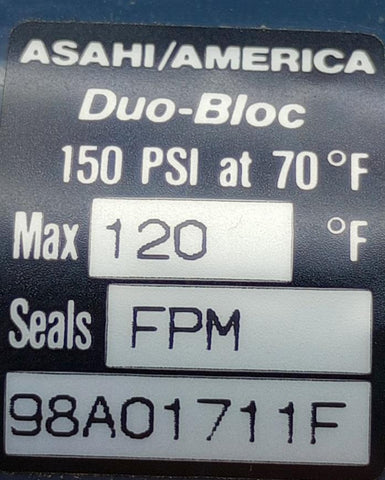 ASAHI/AMERICA
Duo-Bloc
150 PSI at 70°F
Max 120 °F
Seals FPM
98A01711F